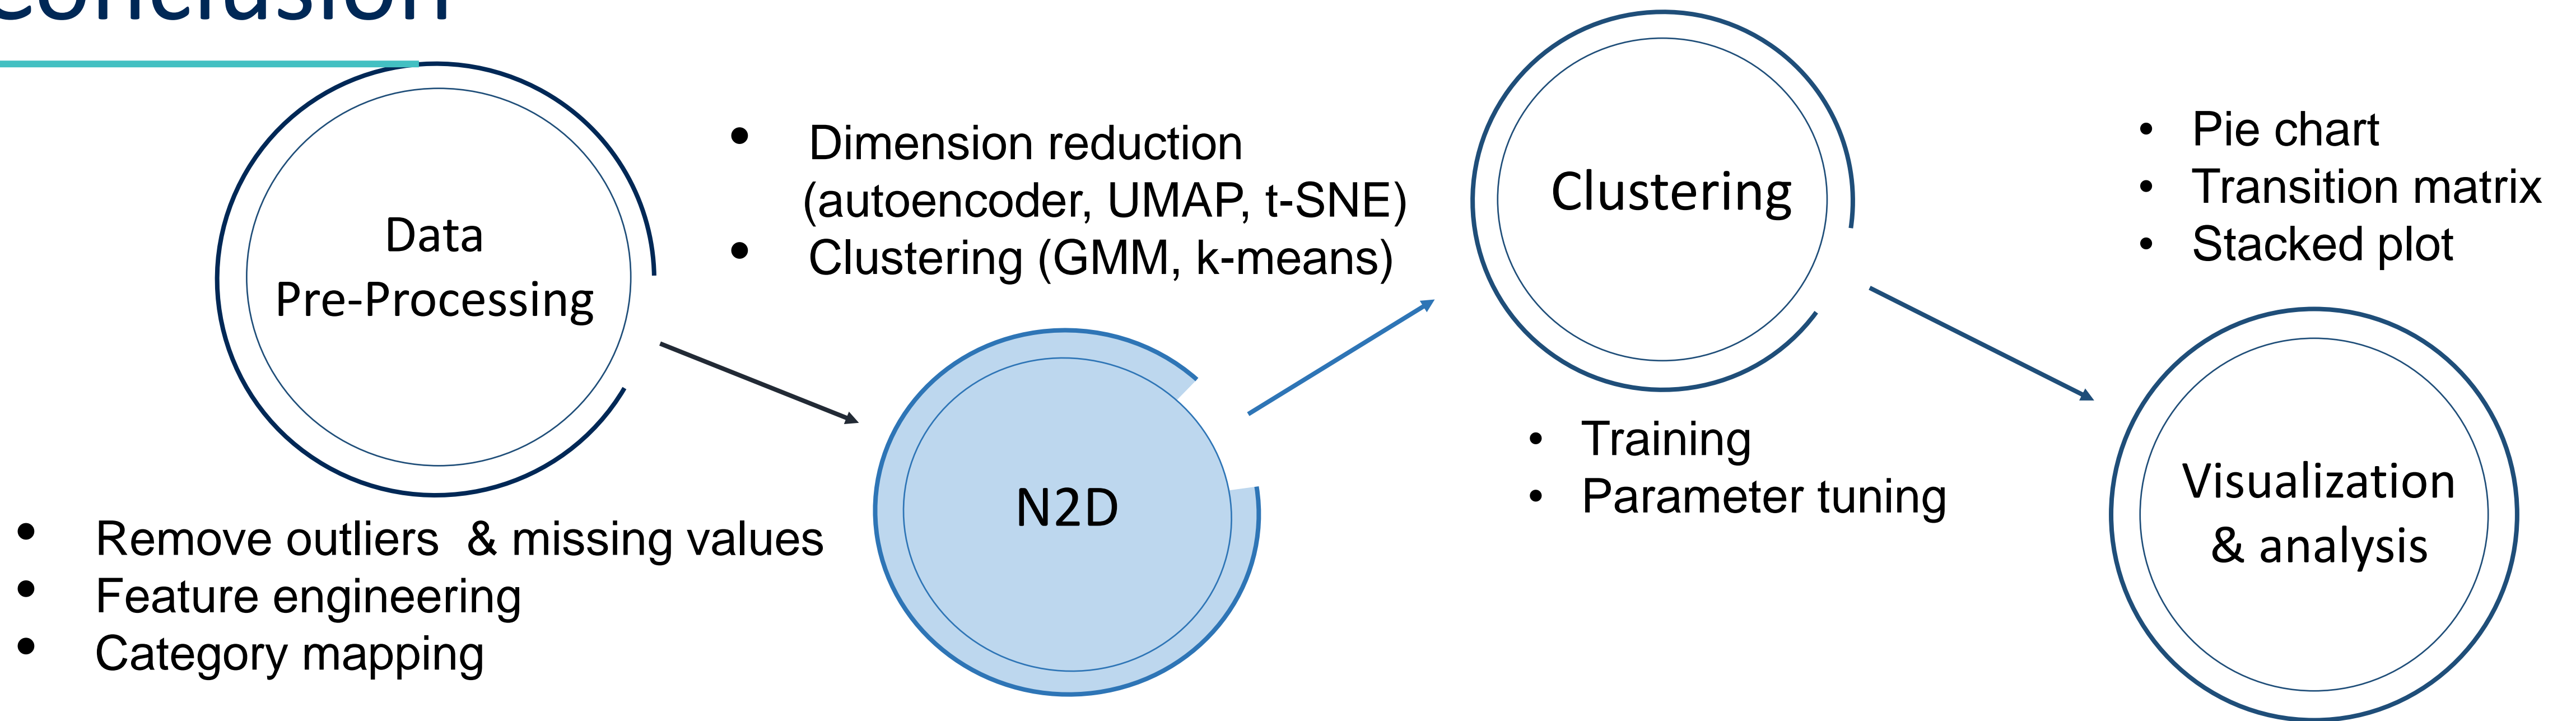 Conclusion
Data
Pre-Processing
• Remove outliers & missing values
• Feature engineering
• Category mapping
• Dimension reduction
(autoencoder, UMAP, t-SNE)
• Clustering (GMM, k-means)
N2D
Clustering
• Training
• Parameter tuning
• Pie chart
• Transition matrix
• Stacked plot
Visualization
& analysis